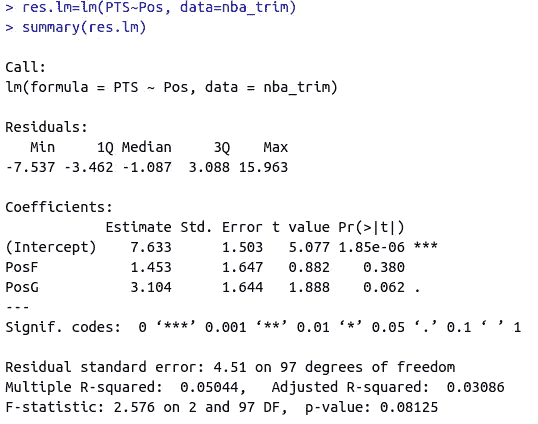 > res.lm=lm(PTS~Pos, data=nba_trim)
> summary(res.lm)
Call:
lm(formula = PTS ~ Pos, data = nba_trim)
Residuals:
Min 1Q Median 3Q Max
-7.537 -3.462 -1.087 3.088 15.963
Coefficients:
Estimate Std. Error t value Pr(>|t|)
(Intercept) 7.633 1.503 5.077 1.85e-06 ***
PosF 1.453 1.647 0.882 0.380
PosG 3.104 1.644 1.888 0.062 .
---
Signif. codes: 0 ‘***’ 0.001 ‘**’ 0.01 ‘*’ 0.05 ‘.’ 0.1 ‘ ’ 1
Residual standard error: 4.51 on 97 degrees of freedom
Multiple R-squared: 0.05044, Adjusted R-squared: 0.03086
F-statistic: 2.576 on 2 and 97 DF, p-value: 0.08125